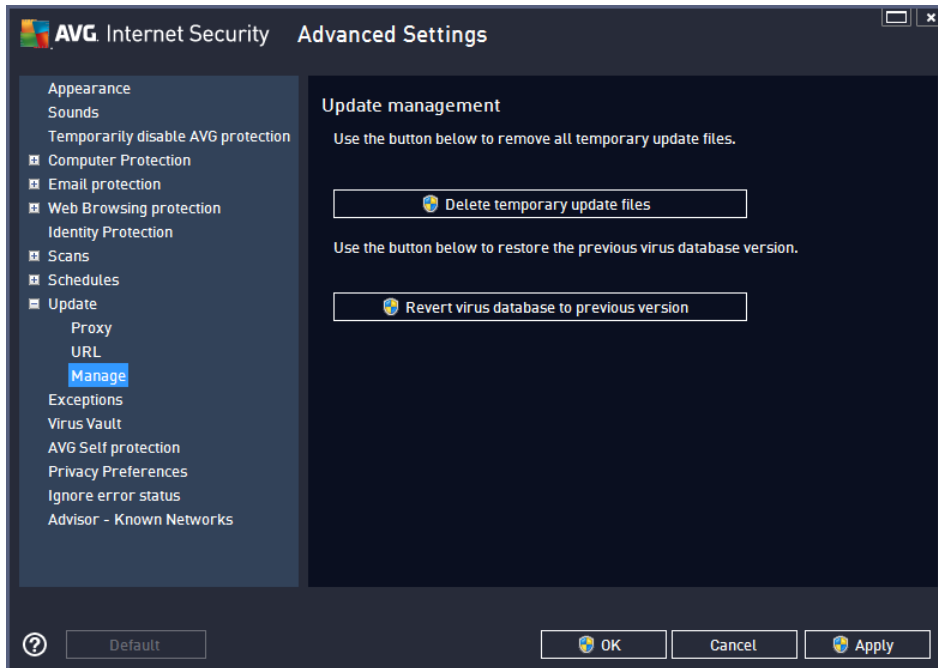 AVG. Internet Security Advanced Settings
Appearance
Sounds
Temporarily disable AVG protection
Computer Protection
Email protection
Web Browsing protection
Identity Protection
Scans
Schedules
Update
Proxy
URL
Manage
Exceptions
Virus Vault
AVG Self protection
Privacy Preferences
Ignore error status
Advisor - Known Networks
Update management
Use the button below to remove all temporary update files.
Delete temporary update files
Use the button below to restore the previous virus database version.
Revert virus database to previous version
Default
OK
Cancel
Apply